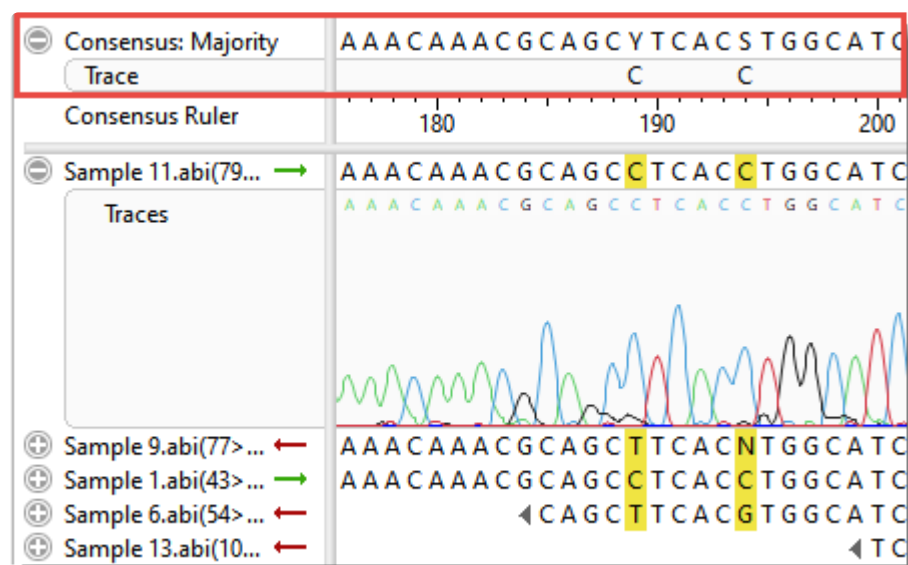 Consensus: Majority AAACAAACGCAGCYTCACSTGGCATC
Trace C C
Consensus Ruler 180 190 200
Sample 11.abi(79... AAACAAACGCAGCCTCACCTGGCATC
Traces AAACAAACGCAGCCTCACCTGGCATC
Sample 9.abi(77>... AAACAAACGCAGCTTCACNTGGCATC
Sample 1.abi(43>... AAACAAACGCAGCCTCACCTGGCATC
Sample 6.abi(54>... CAGCTTCACGTGGCATC
Sample 13.abi(10... TC